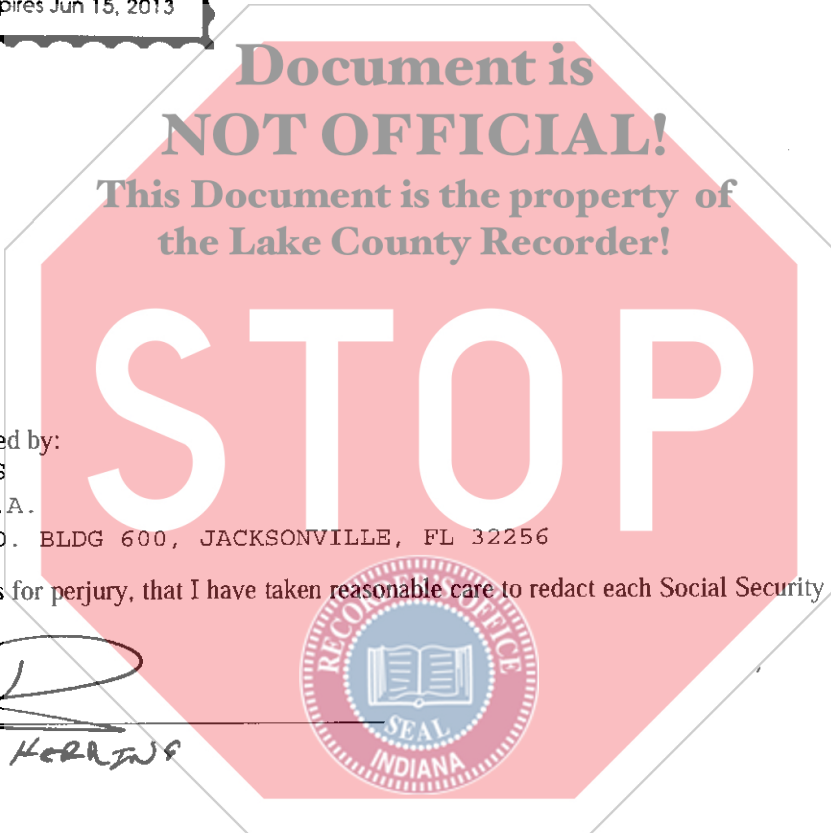 pires Jun 15, 2013
Document is
NOT OFFICIAL!
This Document is the property of
the Lake County Recorder!
STOP
ed by:
S
.A.
D. BLDG 600, JACKSONVILLE, FL 32256
s for perjury, that I have taken reasonable care to redact each Social Security
RECORDER'S OFFICE
SEAL
INDIANA
HERRING